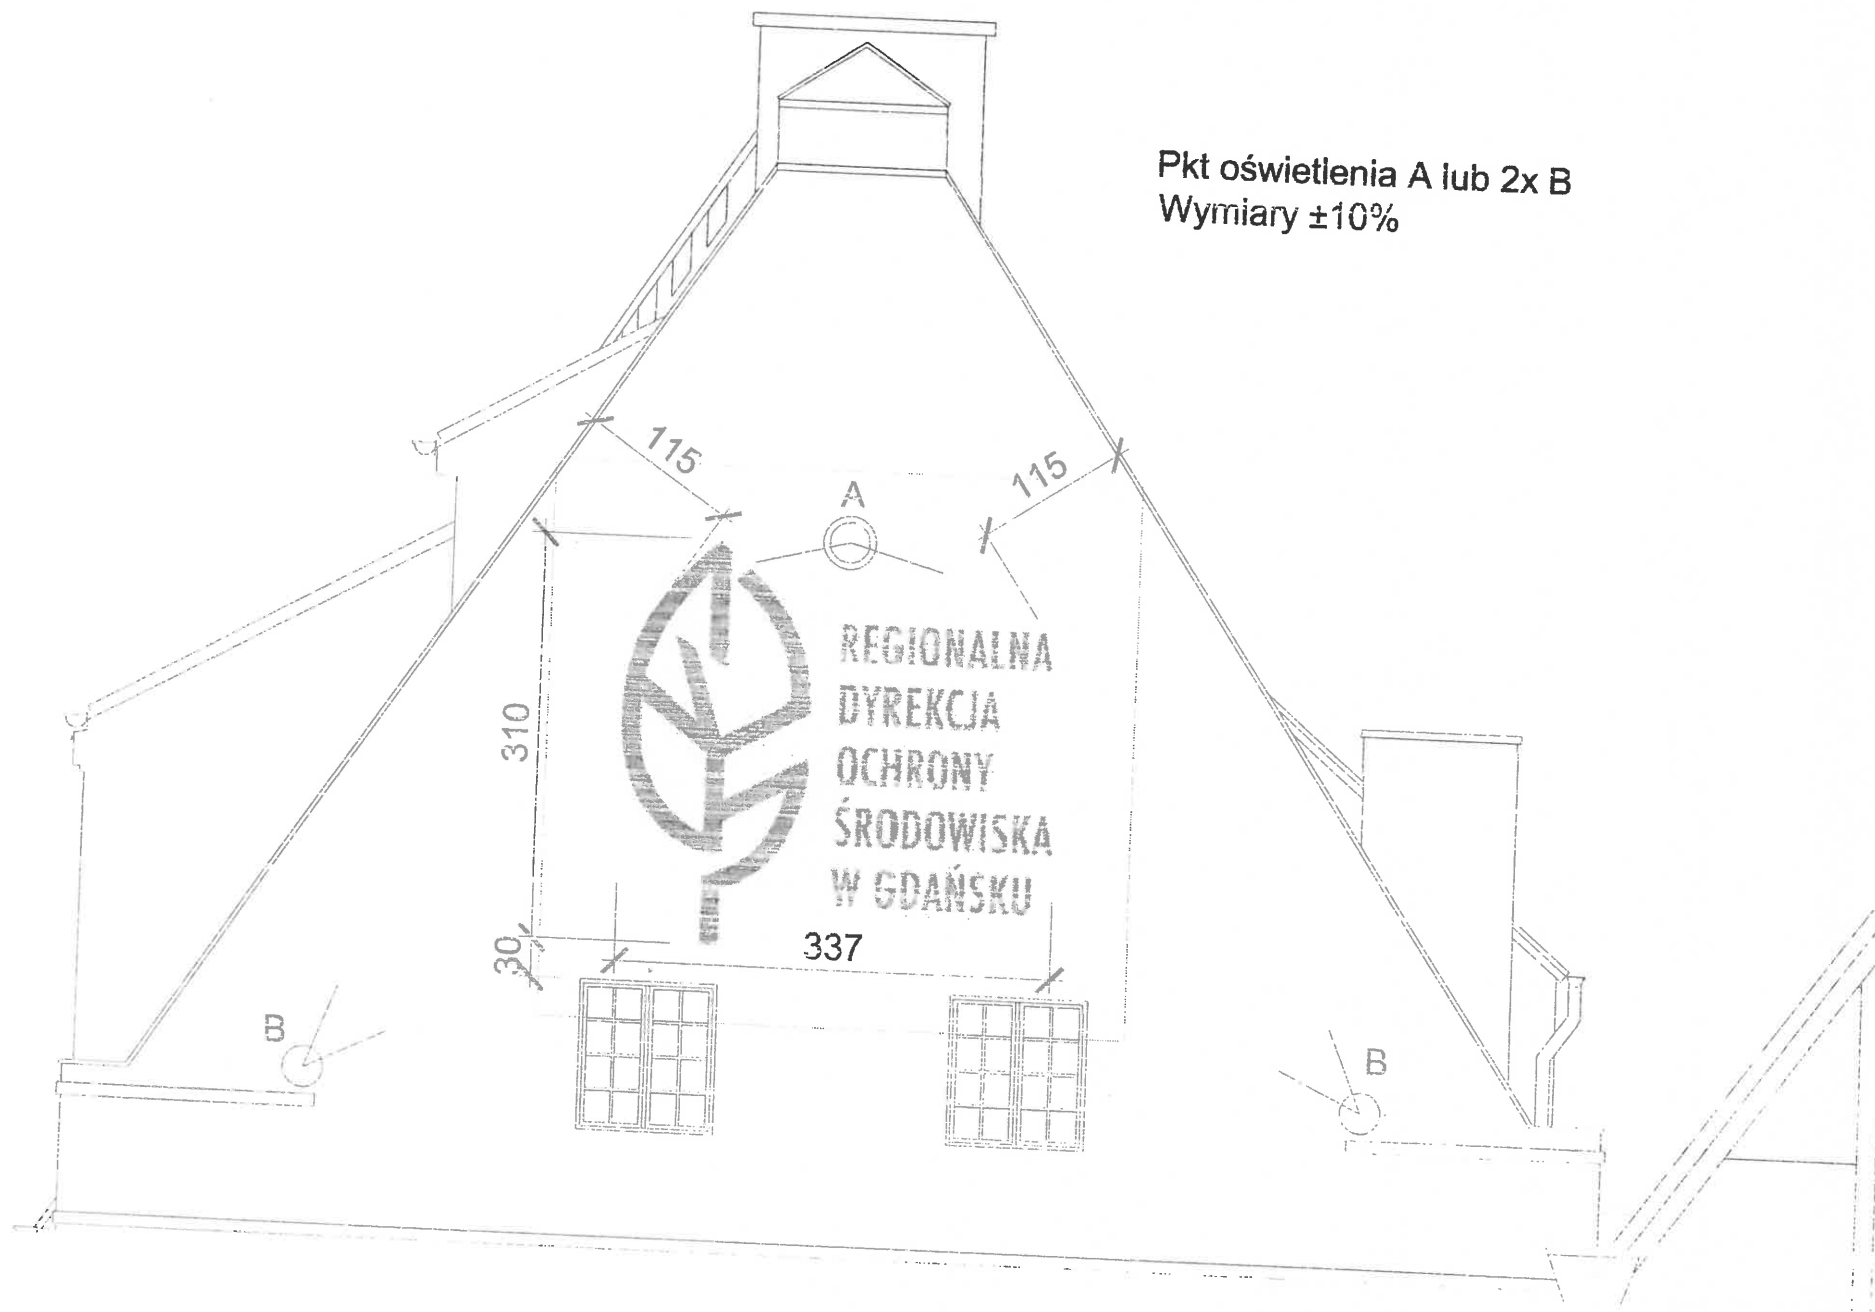 Pkt oświetlenia A lub 2x B
Wymiary ±10%
115
115
A
REGIONALNA
DYREKCJA
OCHRONY
ŚRODOWISKA
W GDAŃSKU
310
30
337
B
B